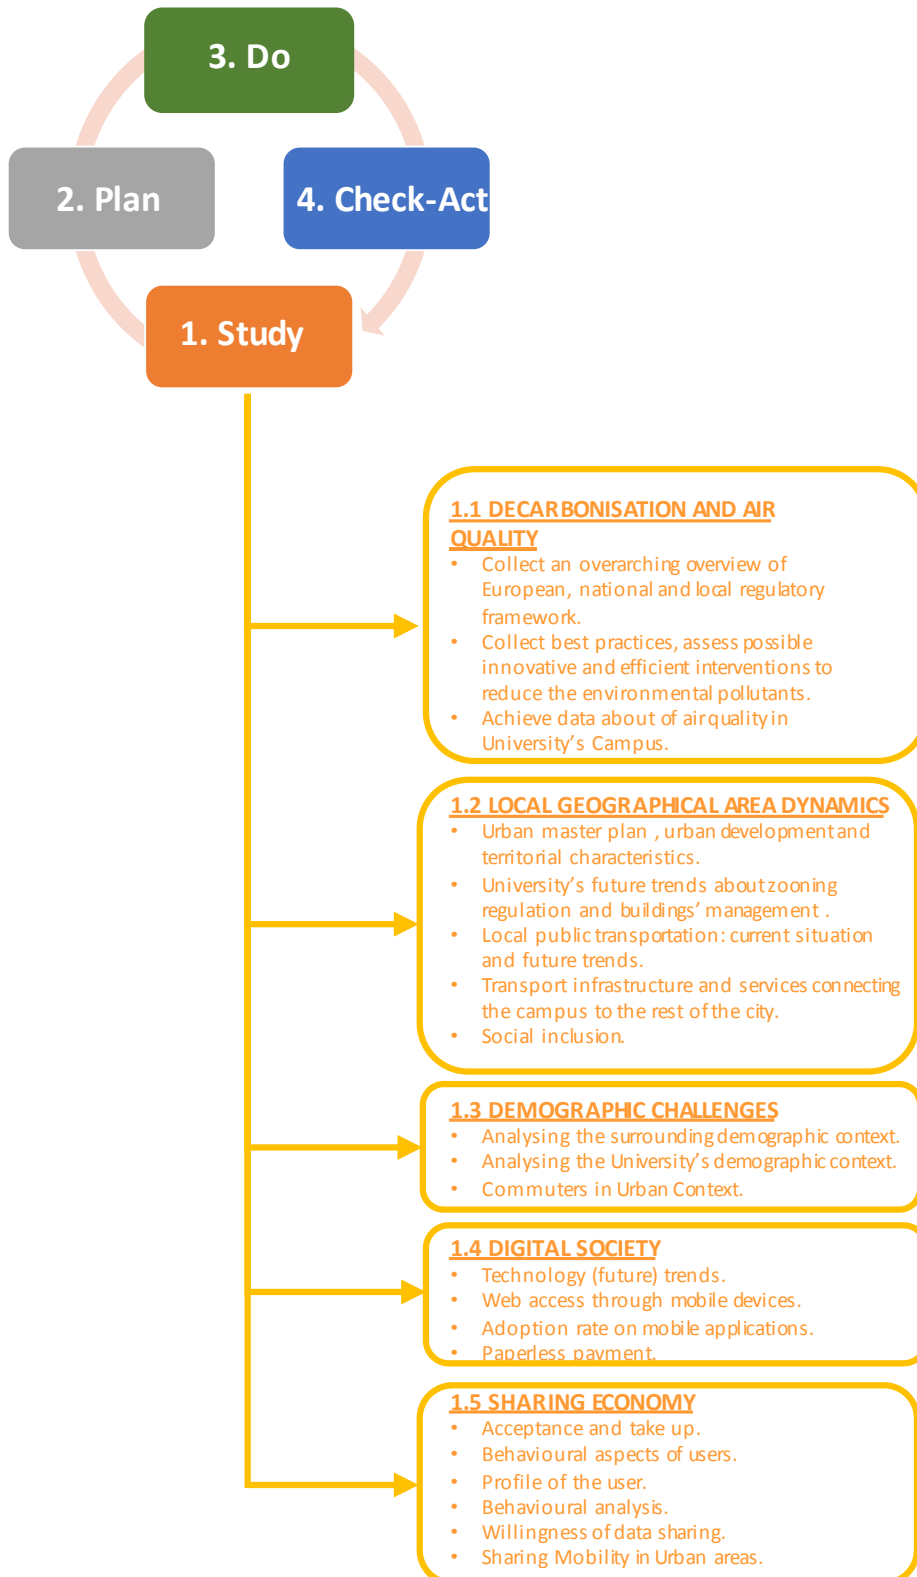 3. Do
2. Plan
4. Check-Act
1. Study
1.1 DECARBONISATION AND AIR
QUALITY
• Collect an overarching overview of
European, national and local regulatory
framework.
• Collect best practices, assess possible
innovative and efficient interventions to
reduce the environmental pollutants.
• Achieve data about of air quality in
University's Campus.
1.2 LOCAL GEOGRAPHICAL AREA DYNAMICS
• Urban master plan , urban development and
territorial characteristics.
• University's future trends about zooning
regulation and buildings' management .
• Local public transportation: current situation
and future trends.
• Transport infrastructure and services connecting
the campus to the rest of the city.
• Social inclusion.
1.3 DEMOGRAPHIC CHALLENGES
• Analysing the surrounding demographic context.
• Analysing the University's demographic context.
• Commuters in Urban Context.
1.4 DIGITAL SOCIETY
• Technology (future) trends.
• Web access through mobile devices.
• Adoption rate on mobile applications.
• Paperless payment.
1.5 SHARING ECONOMY
• Acceptance and take up.
• Behavioural aspects of users.
• Profile of the user.
• Behavioural analysis.
• Willingness of data sharing.
• Sharing Mobility in Urban areas.